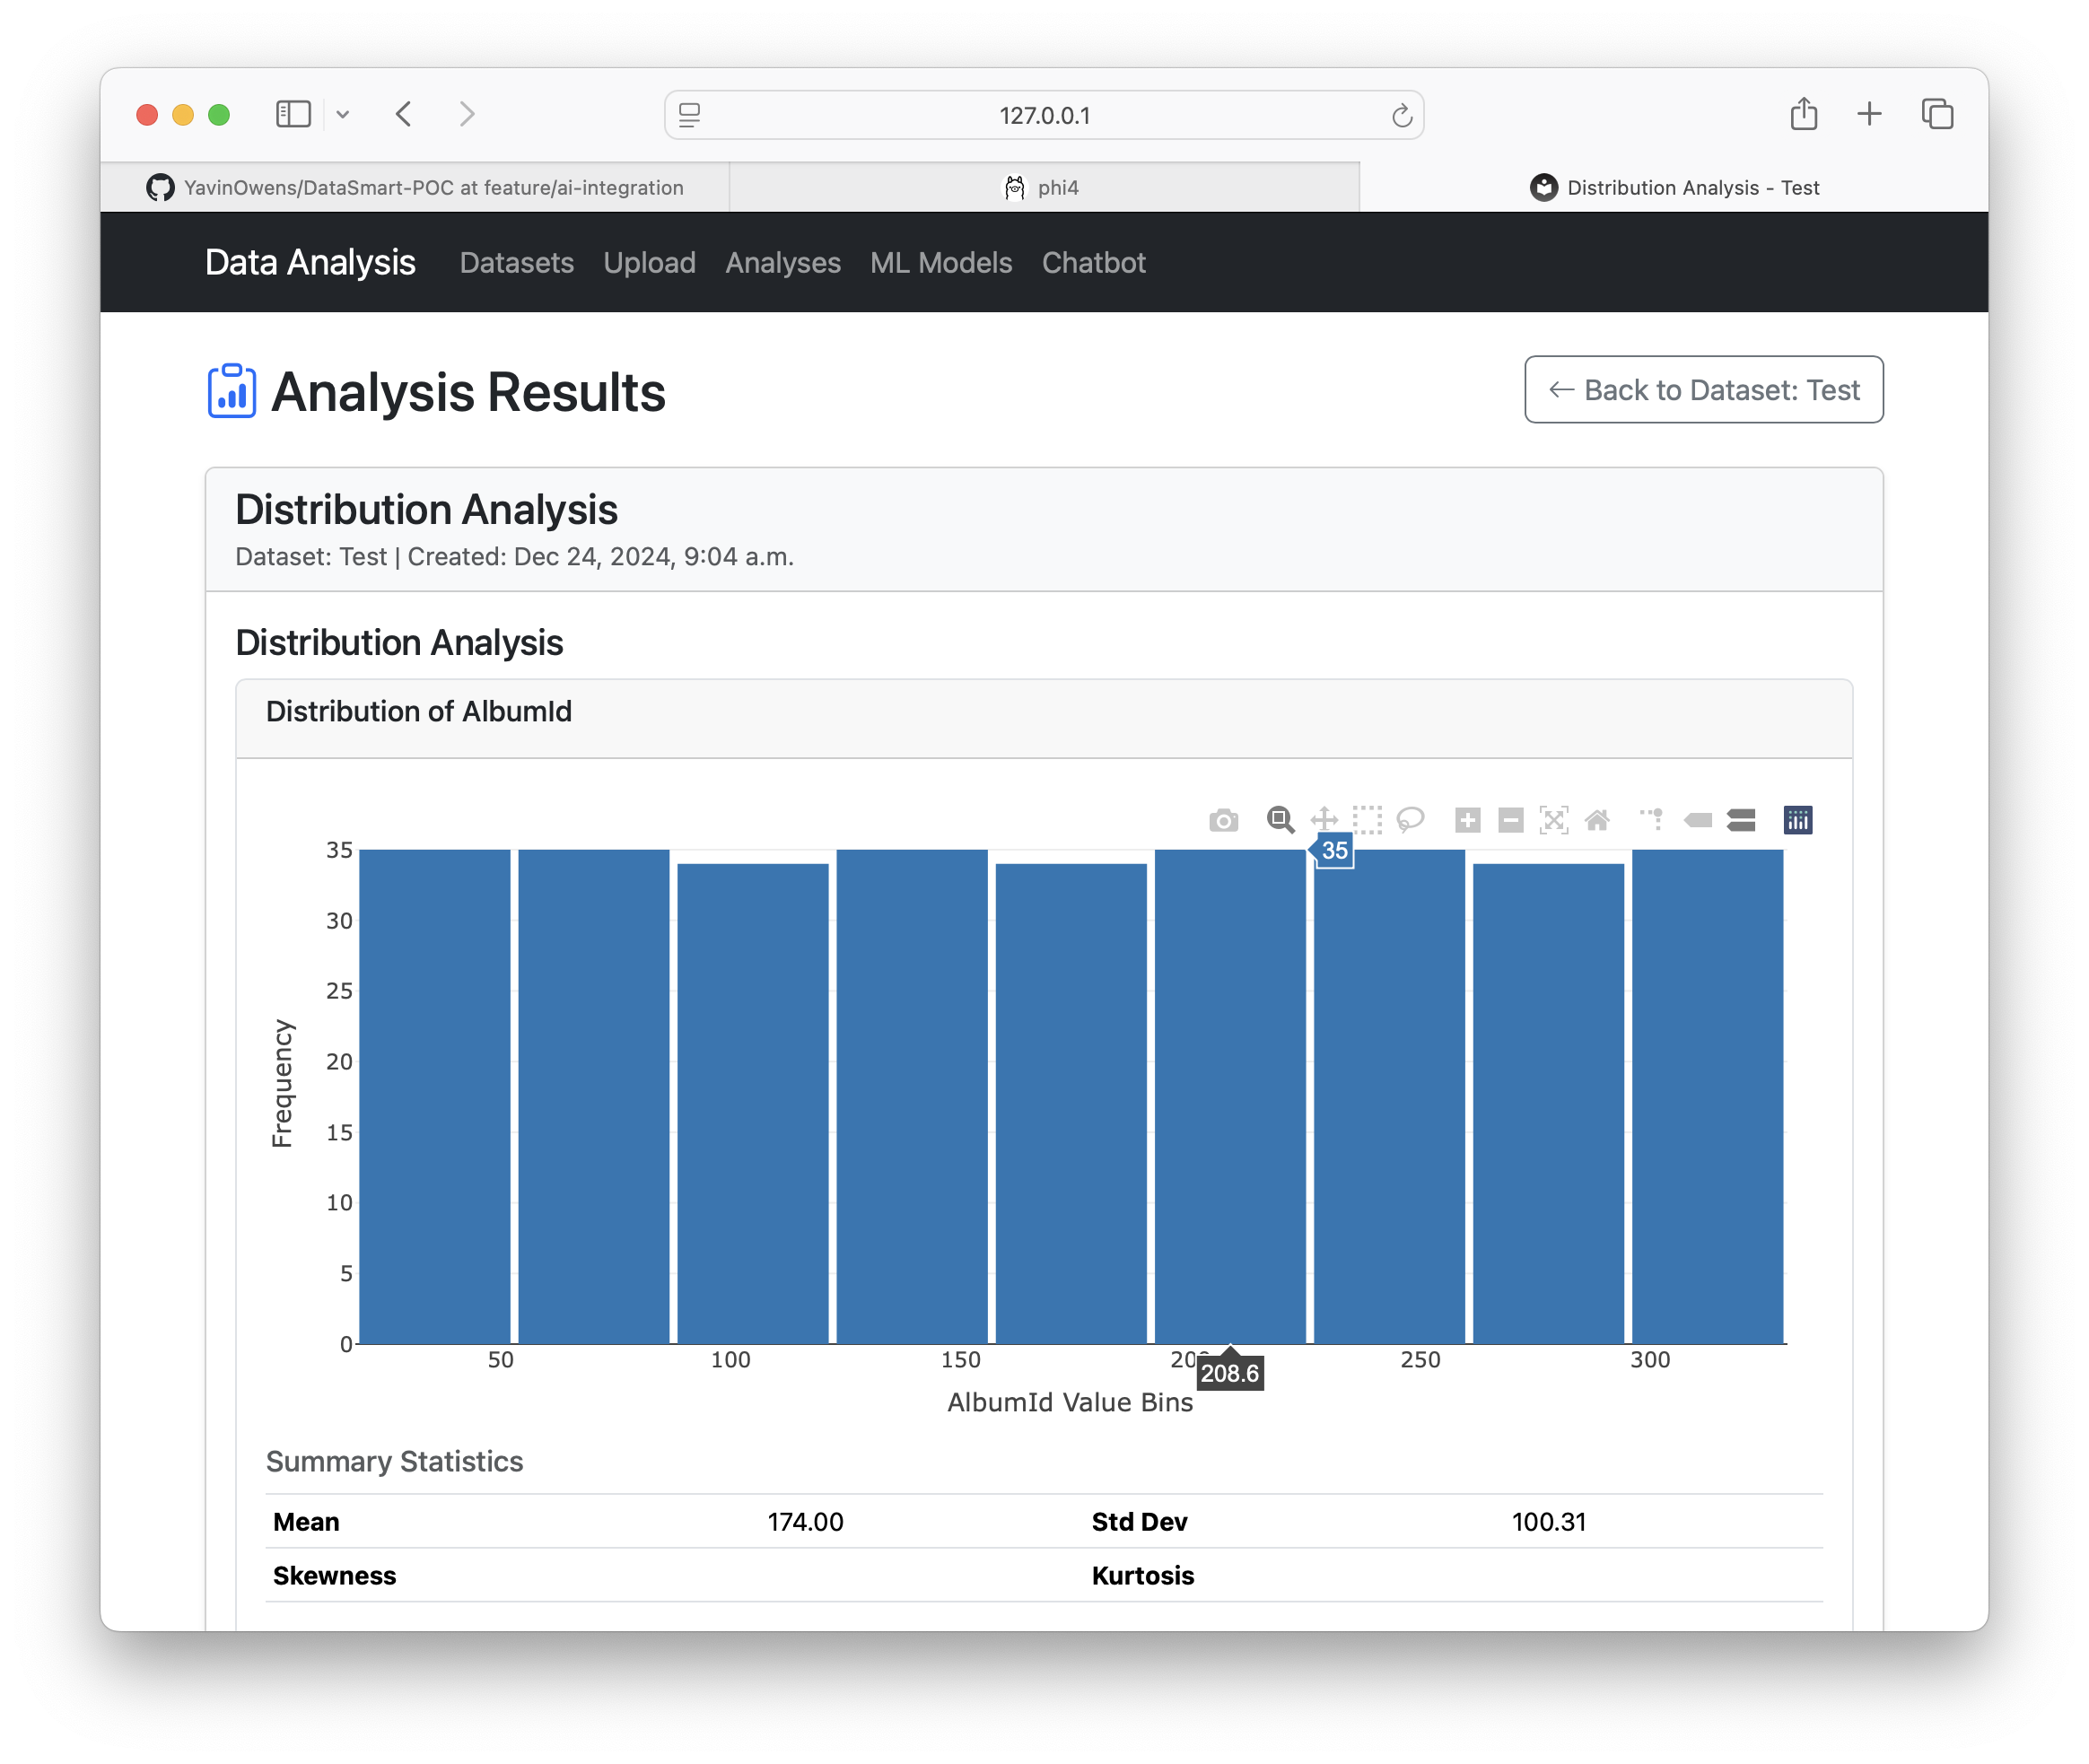 127.0.0.1
YavinOwens/DataSmart-POC at feature/ai-integration
phi4
Distribution Analysis - Test
Data Analysis Datasets Upload Analyses ML Models Chatbot
Analysis Results
← Back to Dataset: Test
Distribution Analysis
Dataset: Test | Created: Dec 24, 2024, 9:04 a.m.
Distribution Analysis
Distribution of AlbumId
35
35
30
25
20
15
10
5
0
Frequency
50 100 150 200 250 300
208.6
AlbumId Value Bins
Summary Statistics
Mean 174.00 Std Dev 100.31
Skewness Kurtosis